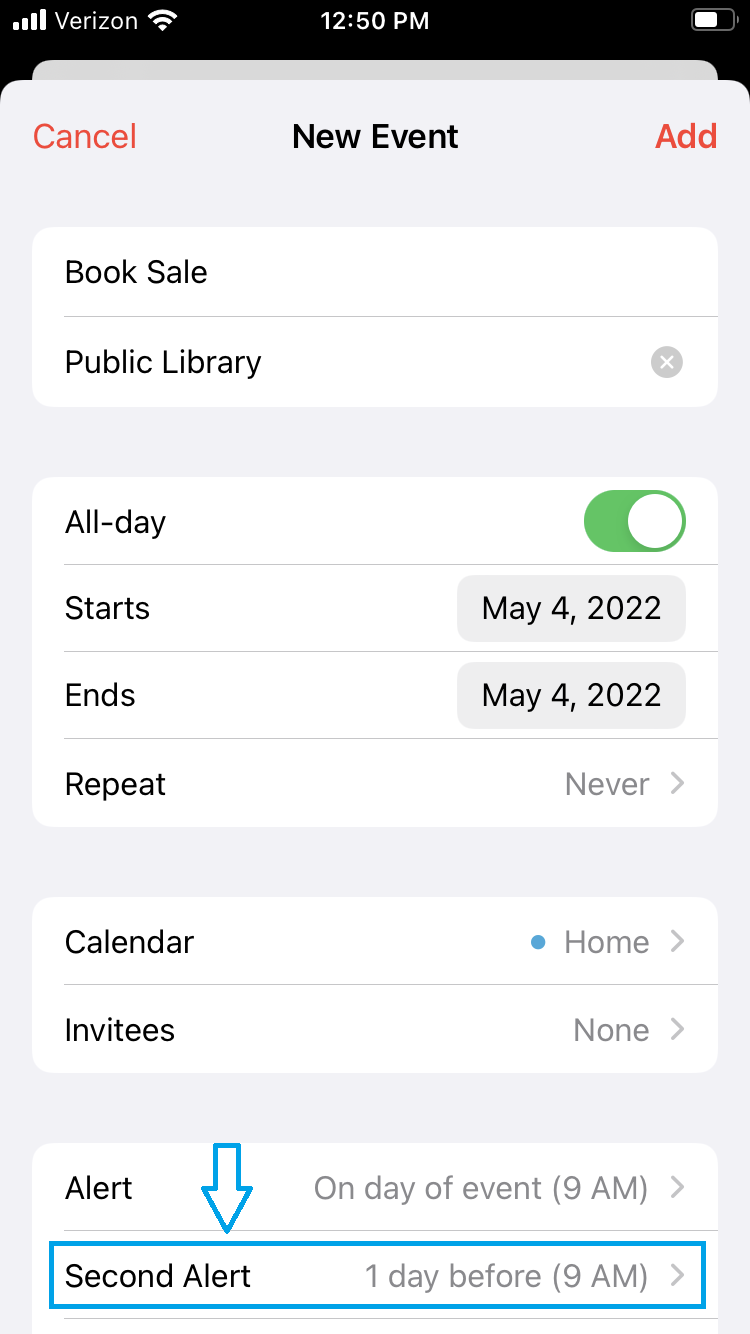 Verizon 12:50 PM
Cancel New Event Add
Book Sale
Public Library
All-day
Starts May 4, 2022
Ends May 4, 2022
Repeat Never
Calendar Home
Invitees None
Alert On day of event (9 AM)
Second Alert 1 day before (9 AM)